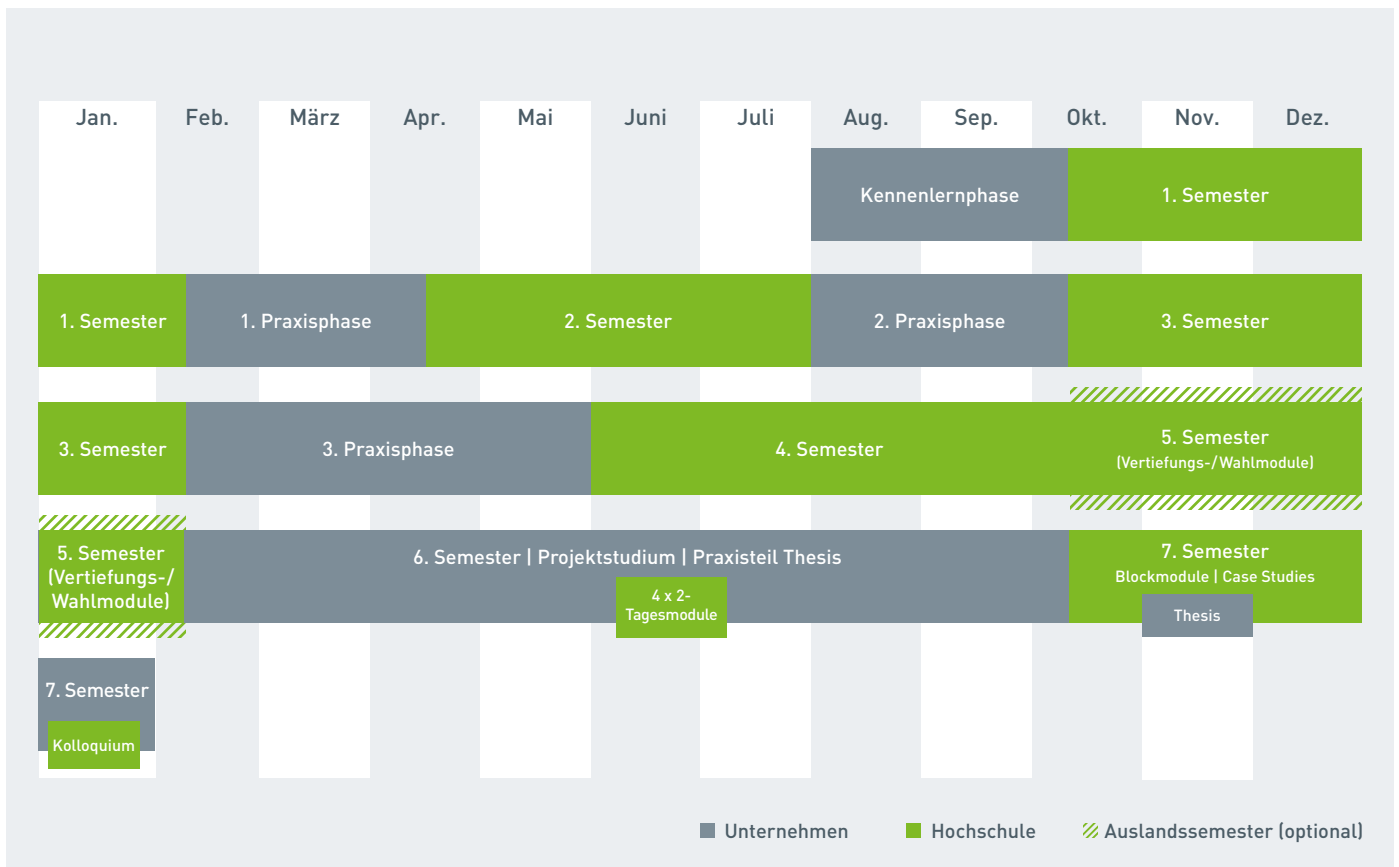 Jan. Feb. März Apr. Mai Juni Juli Aug. Sep. Okt. Nov. Dez.
Kennenlernphase 1. Semester
1. Semester 1. Praxisphase 2. Semester 2. Praxisphase 3. Semester
3. Semester 3. Praxisphase 4. Semester 5. Semester
(Vertiefungs-/Wahlmodule)
5. Semester
(Vertiefungs-/
Wahlmodule)
6. Semester | Projektstudium | Praxisteil Thesis
4 x 2-
Tagesmodule
7. Semester
Blockmodule | Case Studies
Thesis
7. Semester
Kolloquium
Unternehmen Hochschule Auslandssemester (optional)